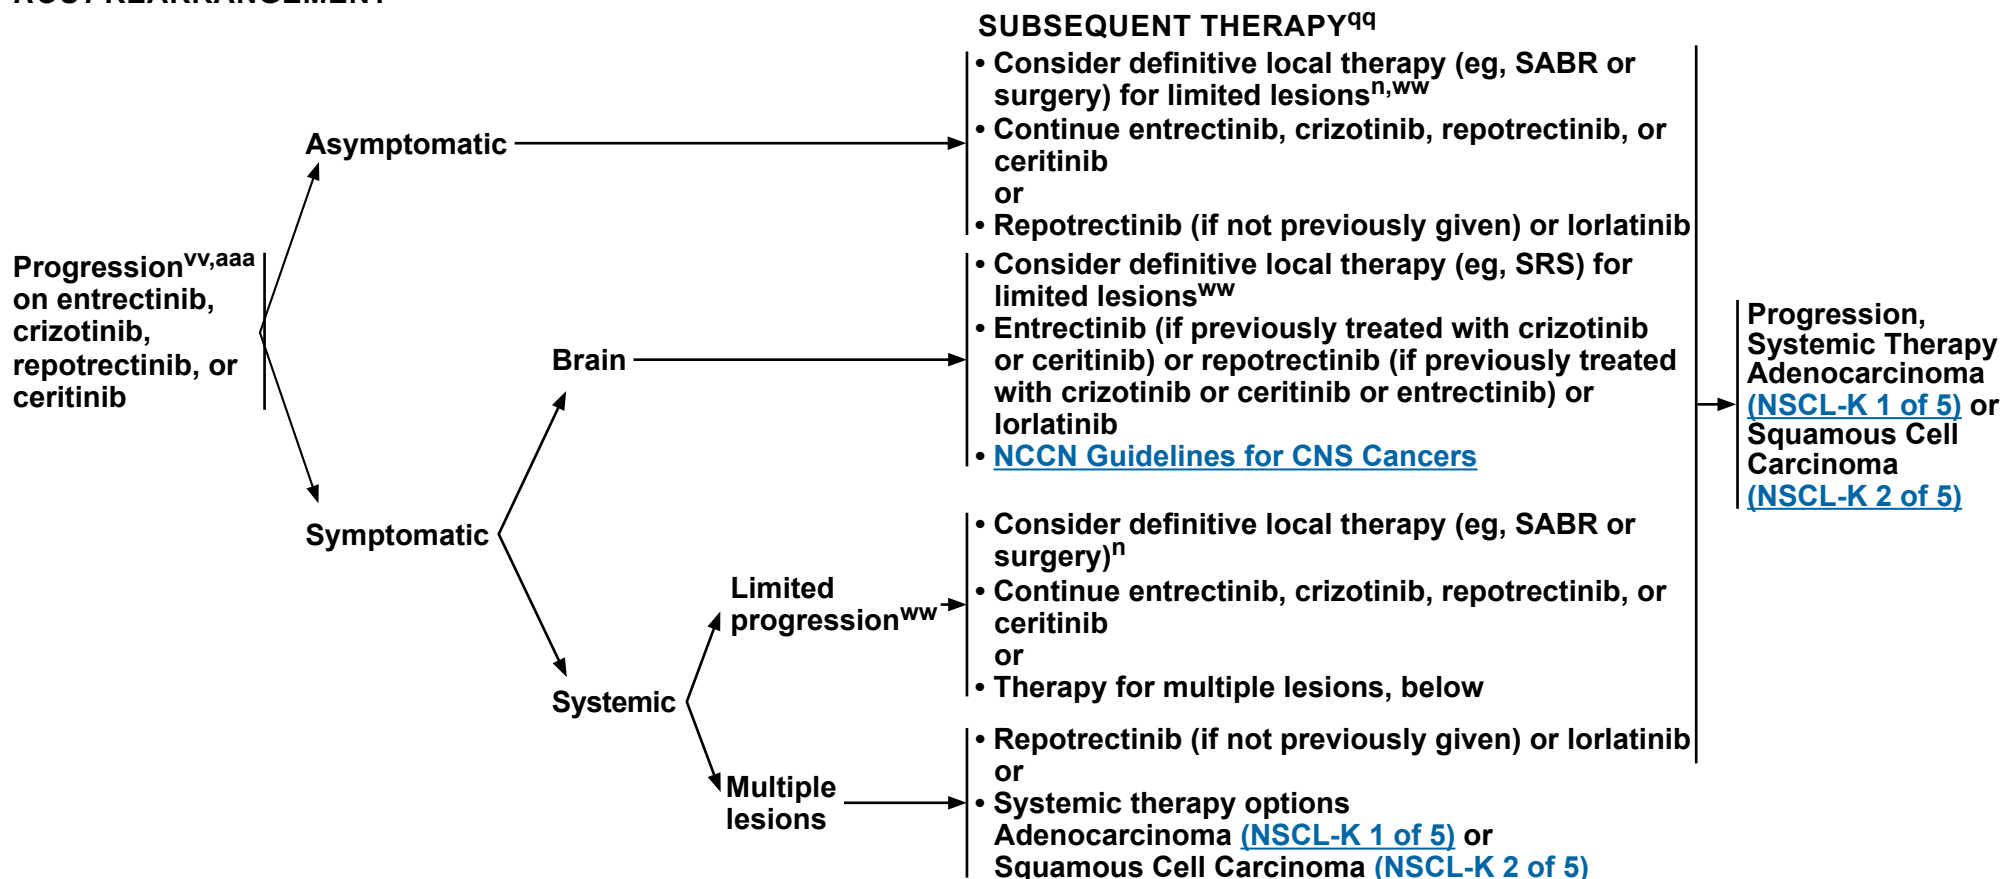 SUBSEQUENT THERAPYqq
• Consider definitive local therapy (eg, SABR or
surgery) for limited lesionsn,ww
• Continue entrectinib, crizotinib, repotrectinib, or
ceritinib
or
• Repotrectinib (if not previously given) or lorlatinib
Asymptomatic
Progressionvv,aaa
on entrectinib,
crizotinib,
repotrectinib, or
ceritinib
Brain
• Consider definitive local therapy (eg, SRS) for
limited lesionsww
• Entrectinib (if previously treated with crizotinib
or ceritinib) or repotrectinib (if previously treated
with crizotinib or ceritinib or entrectinib) or
lorlatinib
• NCCN Guidelines for CNS Cancers
Symptomatic
Limited
progressionww
• Consider definitive local therapy (eg, SABR or
surgery)n
• Continue entrectinib, crizotinib, repotrectinib, or
ceritinib
or
• Therapy for multiple lesions, below
Systemic
Multiple
lesions
• Repotrectinib (if not previously given) or lorlatinib
or
• Systemic therapy options
Adenocarcinoma (NSCL-K 1 of 5) or
Squamous Cell Carcinoma (NSCL-K 2 of 5)
Progression,
Systemic Therapy
Adenocarcinoma
(NSCL-K 1 of 5) or
Squamous Cell
Carcinoma
(NSCL-K 2 of 5)